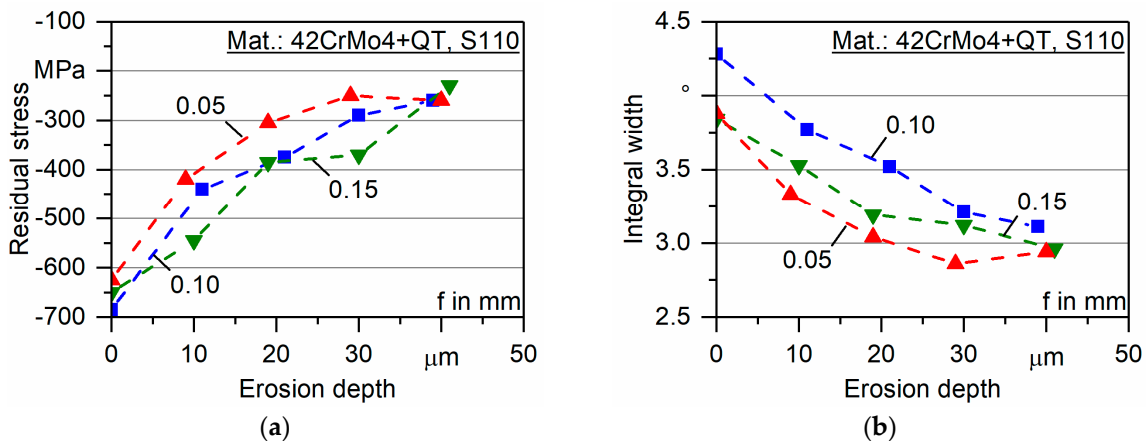 -100
MPa
-300
-400
-500
-600
-700
Residual stress
Mat.: 42CrMo4+QT, S110
0.05
0.15
0.10
f in mm
0 10 20 30 μm 50
Erosion depth
(a)
4.5
°
3.5
3.0
2.5
Integral width
Mat.: 42CrMo4+QT, S110
0.10
0.15
0.05
f in mm
0 10 20 30 μm 50
Erosion depth
(b)